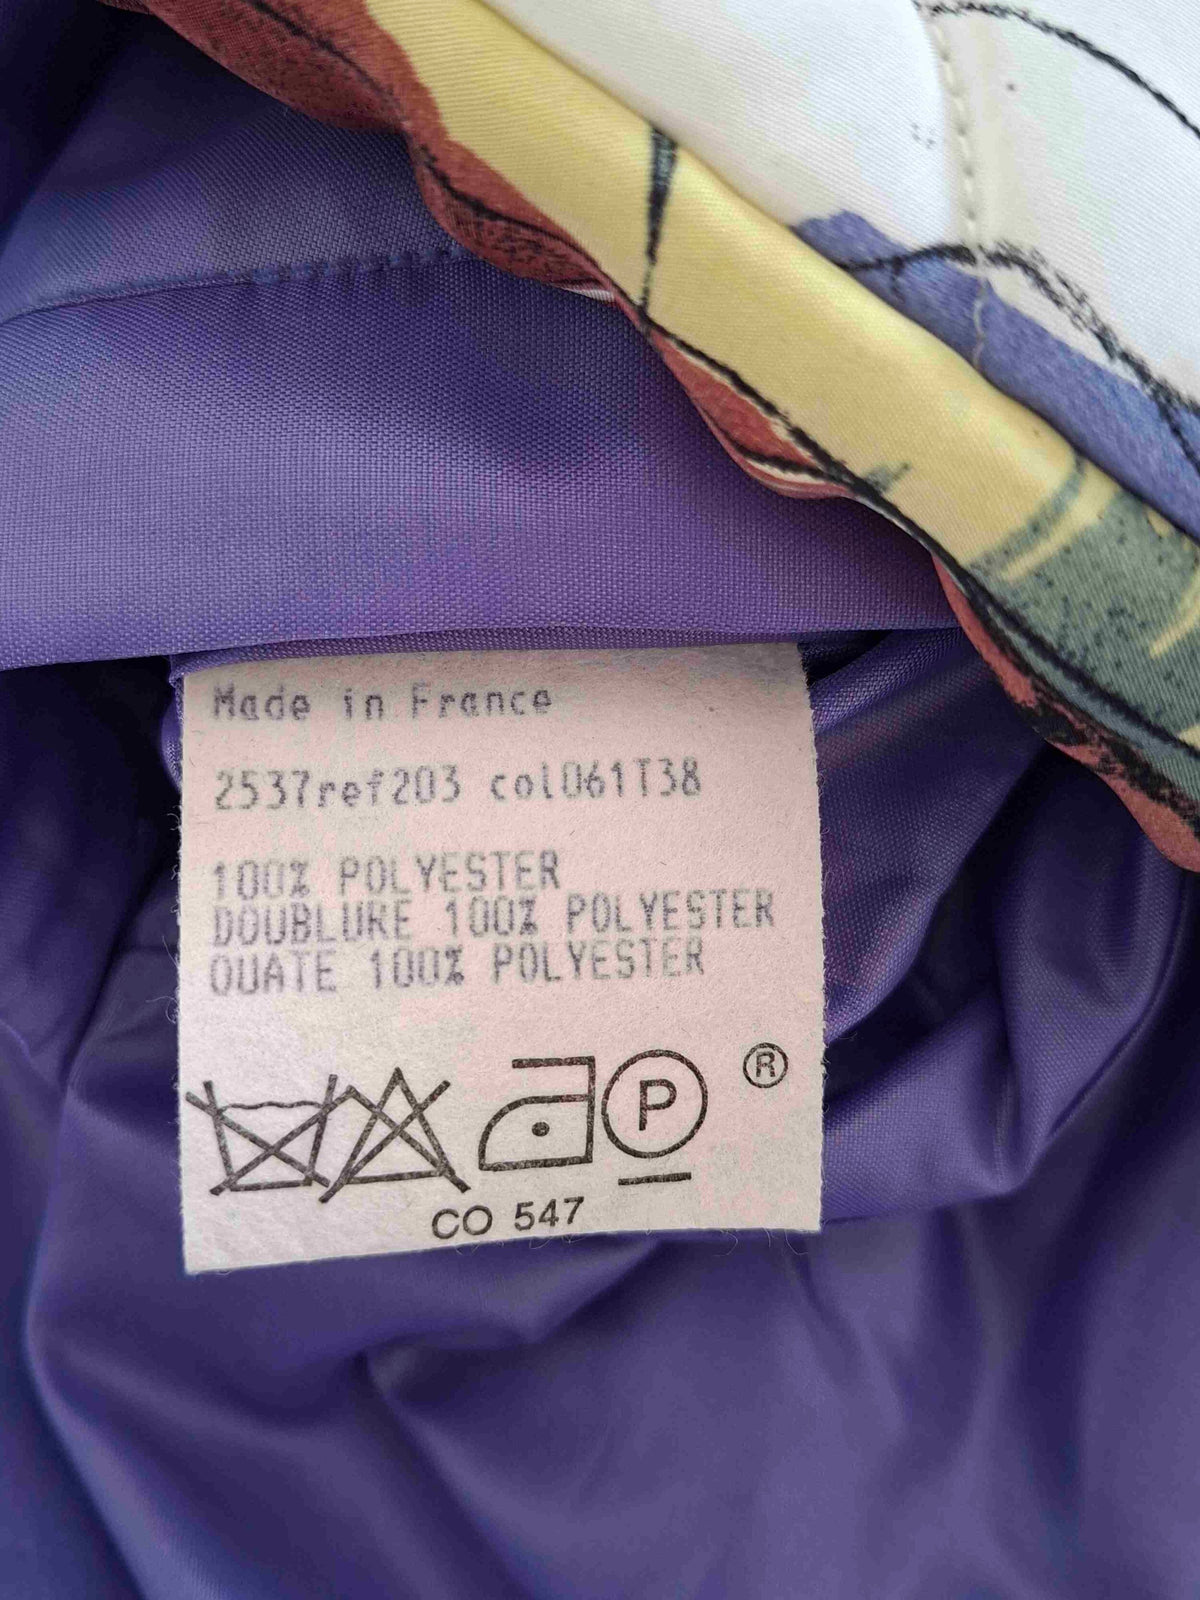 Made in France
2537ref203 col061T38
100% POLYESTER
DOUBLURE 100% POLYESTER
OUATE 100% POLYESTER
P ®
CO 547